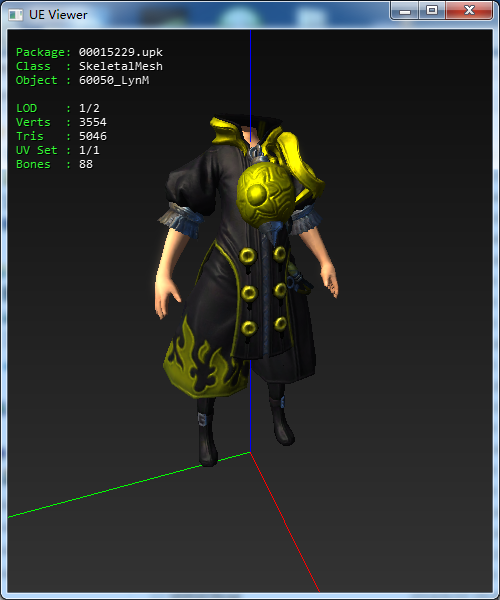 UE Viewer
Package: 00015229.upk
Class : SkeletalMesh
Object : 60050_LynM
LOD : 1/2
Verts : 3554
Tris : 5046
UV Set : 1/1
Bones : 88